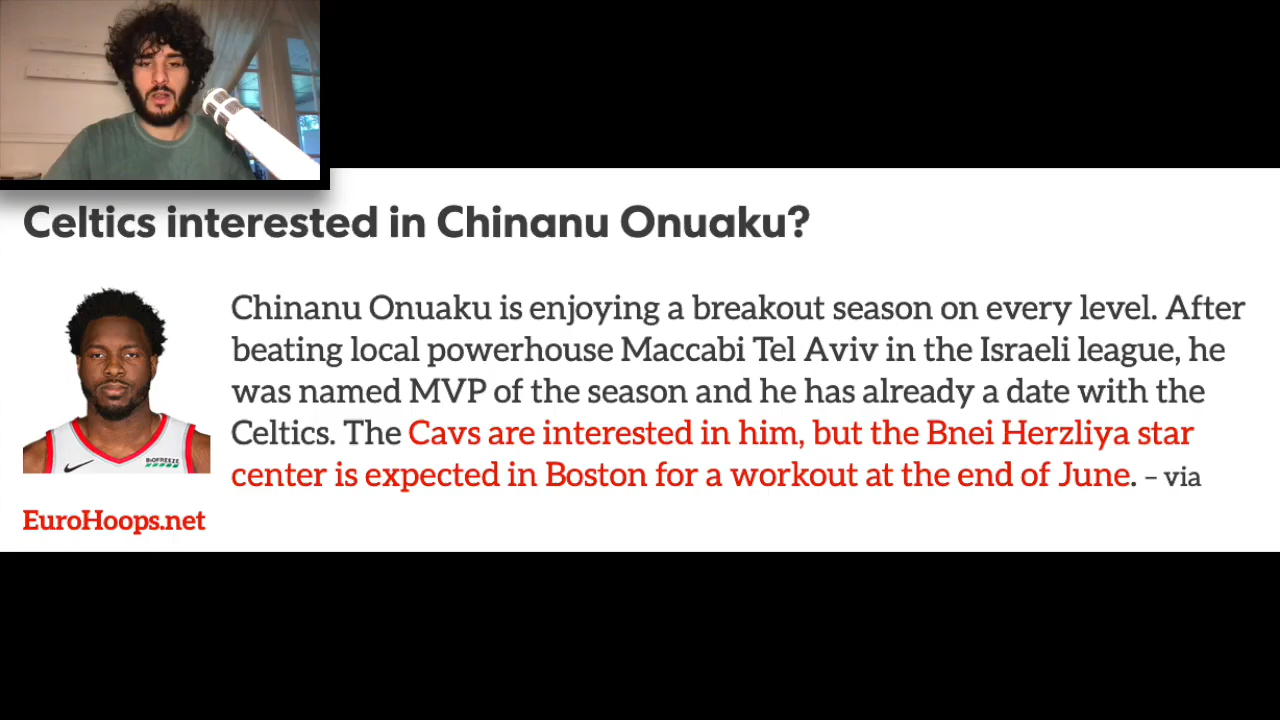 Celtics interested in Chinanu Onuaku?
Chinanu Onuaku is enjoying a breakout season on every level. After
beating local powerhouse Maccabi Tel Aviv in the Israeli league, he
was named MVP of the season and he has already a date with the
Celtics. The Cavs are interested in him, but the Bnei Herzliya star
center is expected in Boston for a workout at the end of June. – via
EuroHoops.net
BIOFREEZE